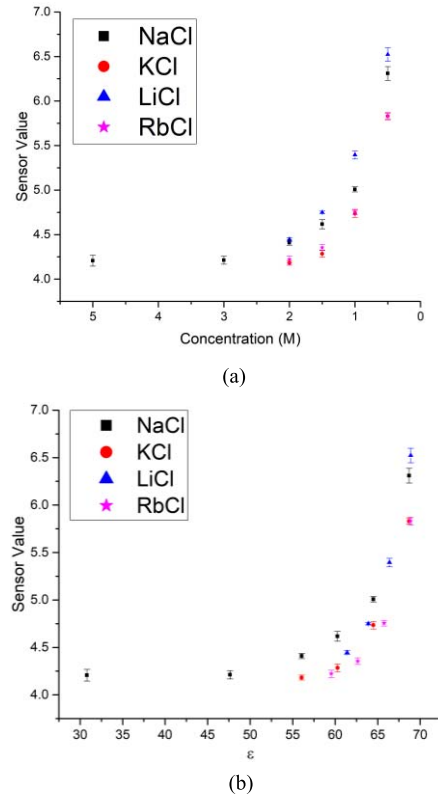 7.0
6.5
6.0
5.5
5.0
4.5
4.0
Sensor Value
NaCl
KCl
LiCl
RbCl
5 4 3 2 1 0
Concentration (M)
(a)
7.0
6.5
6.0
5.5
5.0
4.5
4.0
Sensor Value
NaCl
KCl
LiCl
RbCl
30 35 40 45 50 55 60 65 70
ε
(b)